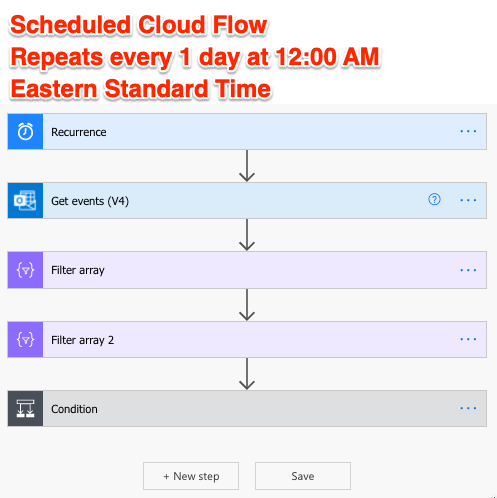 Scheduled Cloud Flow
Repeats every 1 day at 12:00 AM
Eastern Standard Time
Recurrence
Get events (V4)
Filter array
Filter array 2
Condition
+ New step
Save